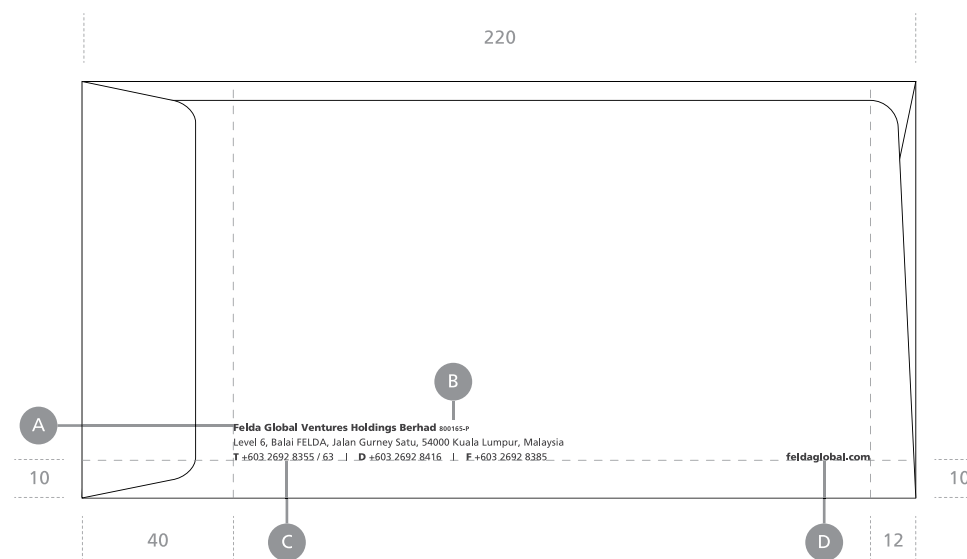 220
B
A
Felda Global Ventures Holdings Berhad 800165-P
Level 6, Balai FELDA, Jalan Gurney Satu, 54000 Kuala Lumpur, Malaysia
T +603 2692 8355 / 63 | D +603 2692 8416 | F +603 2692 8385
feldaglobal.com
10
10
40
C
D
12